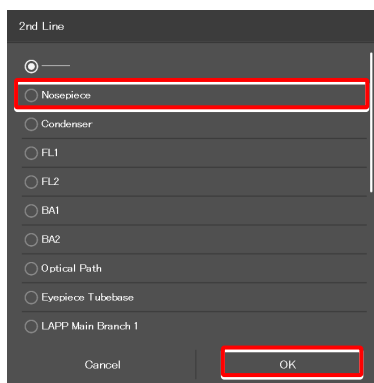 2nd Line
Nosepiece
Condenser
FL1
FL2
BA1
BA2
Optical Path
Eyepiece Tubebase
LAPP Main Branch 1
Cancel
OK